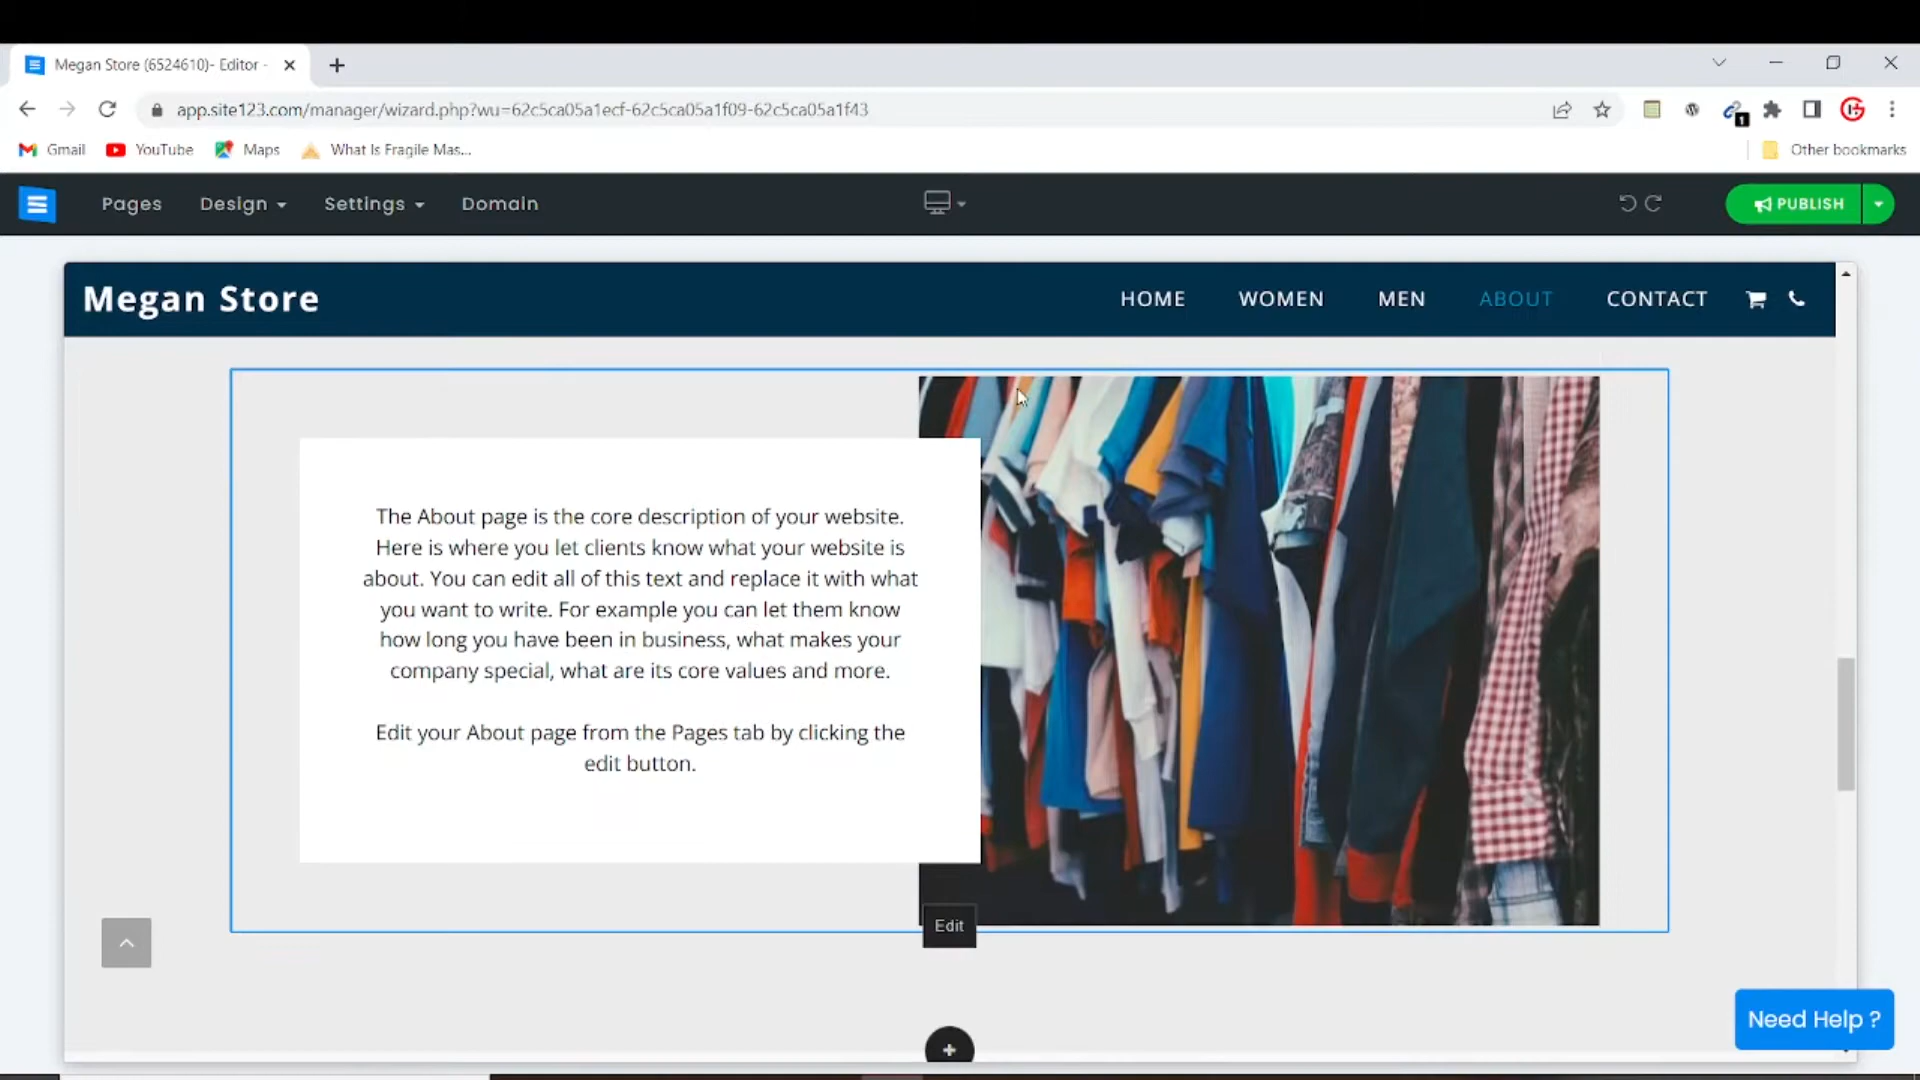 Megan Store (6524610)- Editor -
app.site123.com/manager/wizard.php?wu=62c5ca05a1ecf-62c5ca05a1f09-62c5ca05a1f43
1
Gmail YouTube Maps What Is Fragile Mas... Other bookmarks
Pages Design Settings Domain PUBLISH
Megan Store HOME WOMEN MEN ABOUT CONTACT
The About page is the core description of your website.
Here is where you let clients know what your website is
about. You can edit all of this text and replace it with what
you want to write. For example you can let them know
how long you have been in business, what makes your
company special, what are its core values and more.
Edit your About page from the Pages tab by clicking the
edit button.
Edit
Need Help ?